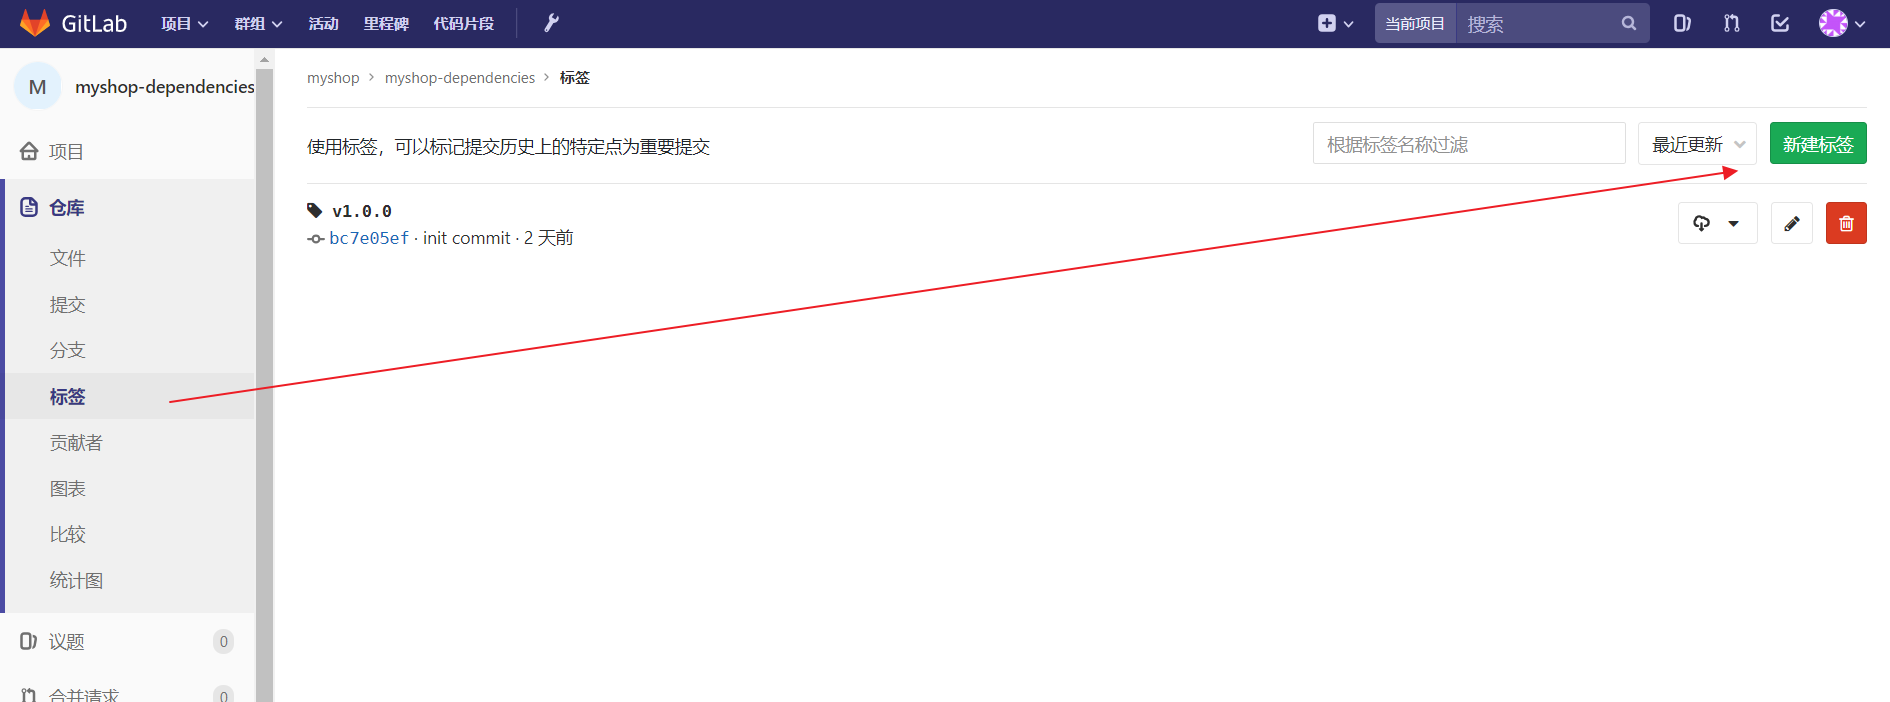 GitLab 项目 群组 活动 里程碑 代码片段 当前项目 搜索
M myshop-dependencies
项目
仓库
文件
提交
分支
标签
贡献者
图表
比较
统计图
议题 0
合并请求 0
myshop > myshop-dependencies > 标签
使用标签，可以标记提交历史上的特定点为重要提交 根据标签名称过滤 最近更新 新建标签
v1.0.0
bc7e05ef · init commit · 2 天前